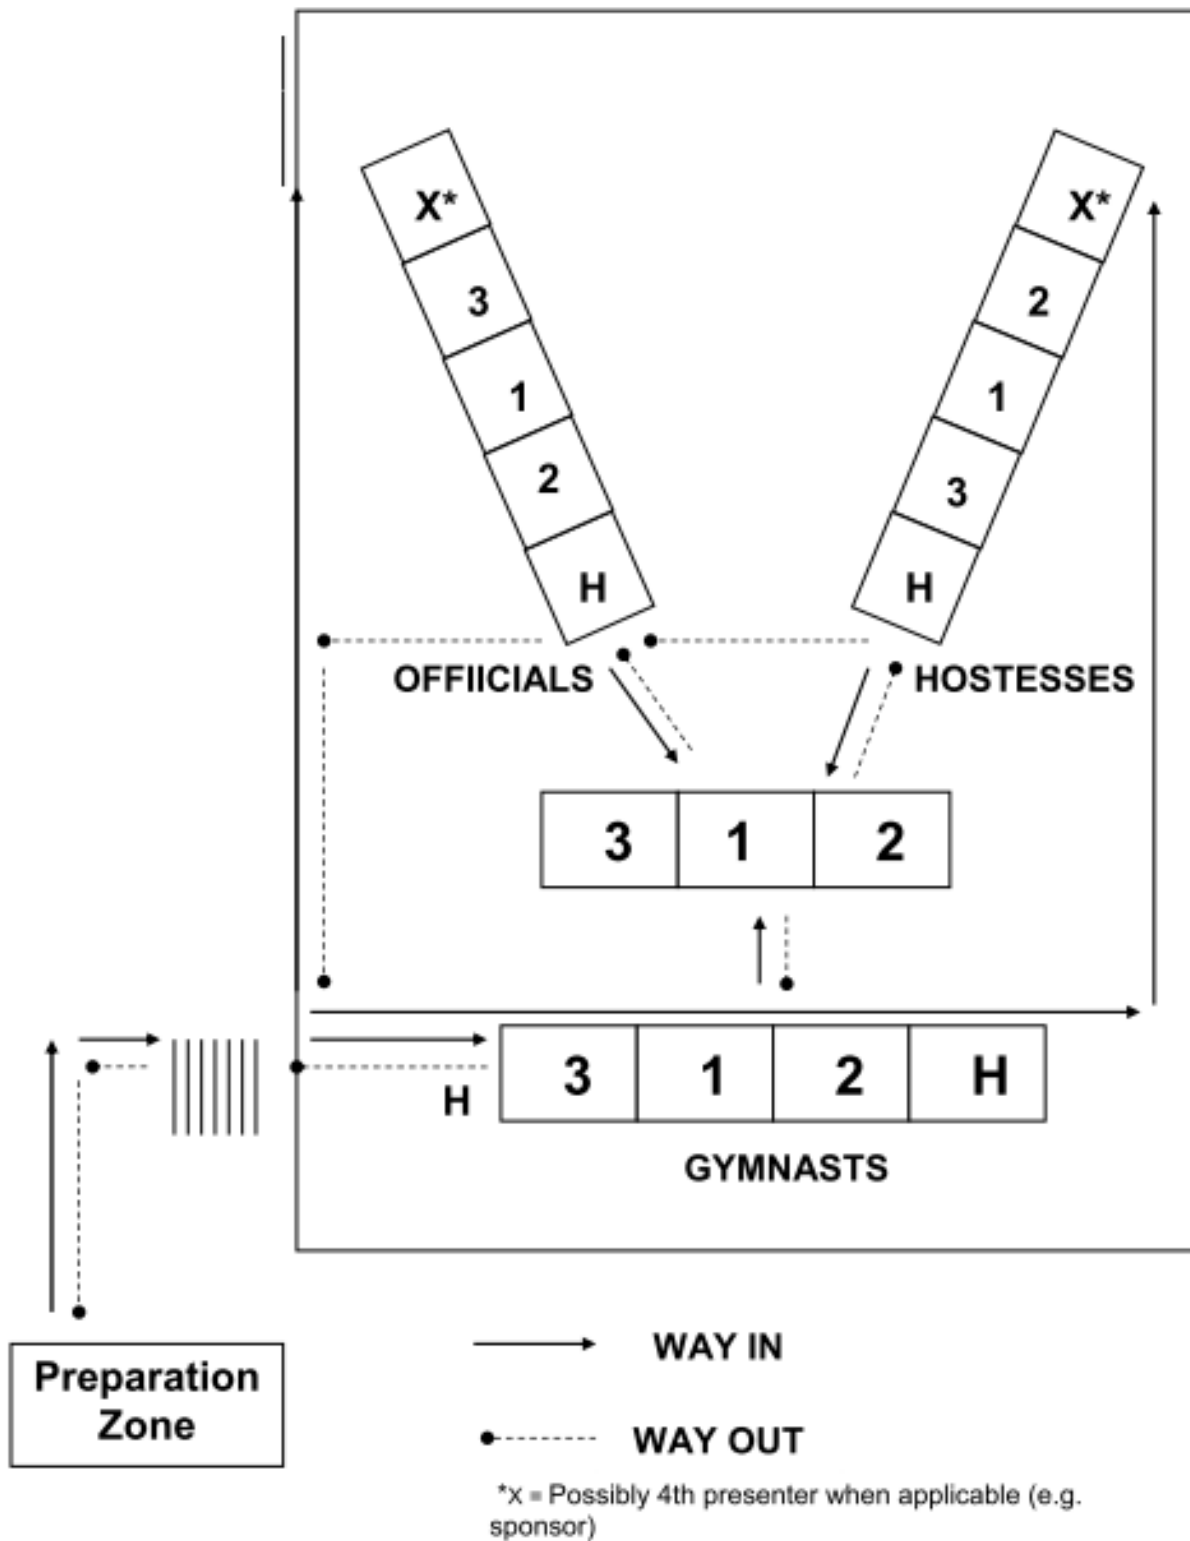 X*
X*
3
2
1
1
2
3
H
H
OFFIICIALS
HOSTESSES
3 1 2
3 1 2 H
H
GYMNASTS
WAY IN
Preparation
Zone
WAY OUT
*x = Possibly 4th presenter when applicable (e.g.
sponsor)